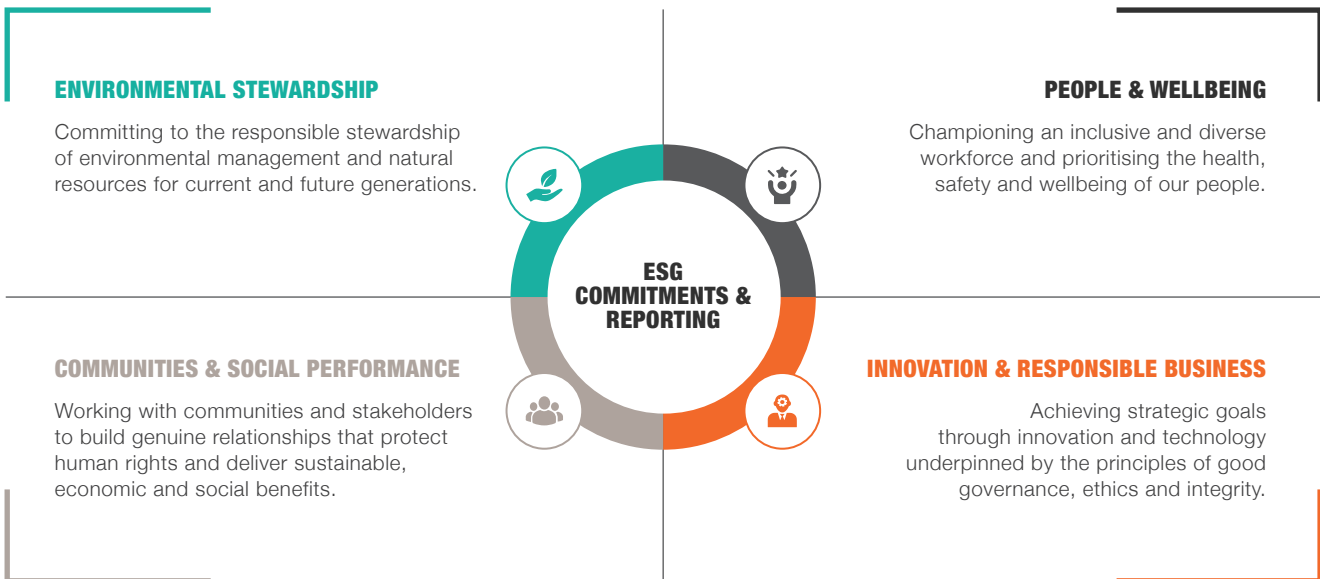 ENVIRONMENTAL STEWARDSHIP
Committing to the responsible stewardship
of environmental management and natural
resources for current and future generations.
PEOPLE & WELLBEING
Championing an inclusive and diverse
workforce and prioritising the health,
safety and wellbeing of our people.
ESG
COMMITMENTS &
REPORTING
COMMUNITIES & SOCIAL PERFORMANCE
Working with communities and stakeholders
to build genuine relationships that protect
human rights and deliver sustainable,
economic and social benefits.
INNOVATION & RESPONSIBLE BUSINESS
Achieving strategic goals
through innovation and technology
underpinned by the principles of good
governance, ethics and integrity.